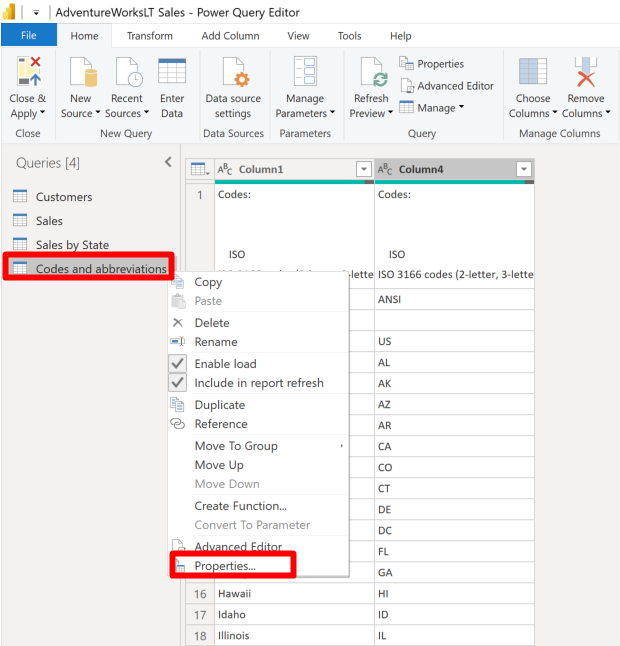 AdventureWorksLT Sales - Power Query Editor
File Home Transform Add Column View Tools Help
Close & Apply
New Source
Recent Sources
Enter Data
Data source settings
Manage Parameters
Refresh Preview
Properties
Advanced Editor
Manage
Choose Columns
Remove Columns
Close New Query Data Sources Parameters Query Manage Columns
Queries [4]
Customers
Sales
Sales by State
Codes and abbreviations
Copy
Paste
Delete
Rename
Enable load
Include in report refresh
Duplicate
Reference
Move To Group
Move Up
Move Down
Create Function...
Convert To Parameter
Advanced Editor
Properties...
ABC Column1 ABC Column4
1 Codes: Codes:
ISO ISO
ISO 3166 codes (2-letter, 3-lette
ANSI
US
AL
AK
AZ
AR
CA
CO
CT
DE
DC
FL
GA
16 Hawaii HI
17 Idaho ID
18 Illinois IL